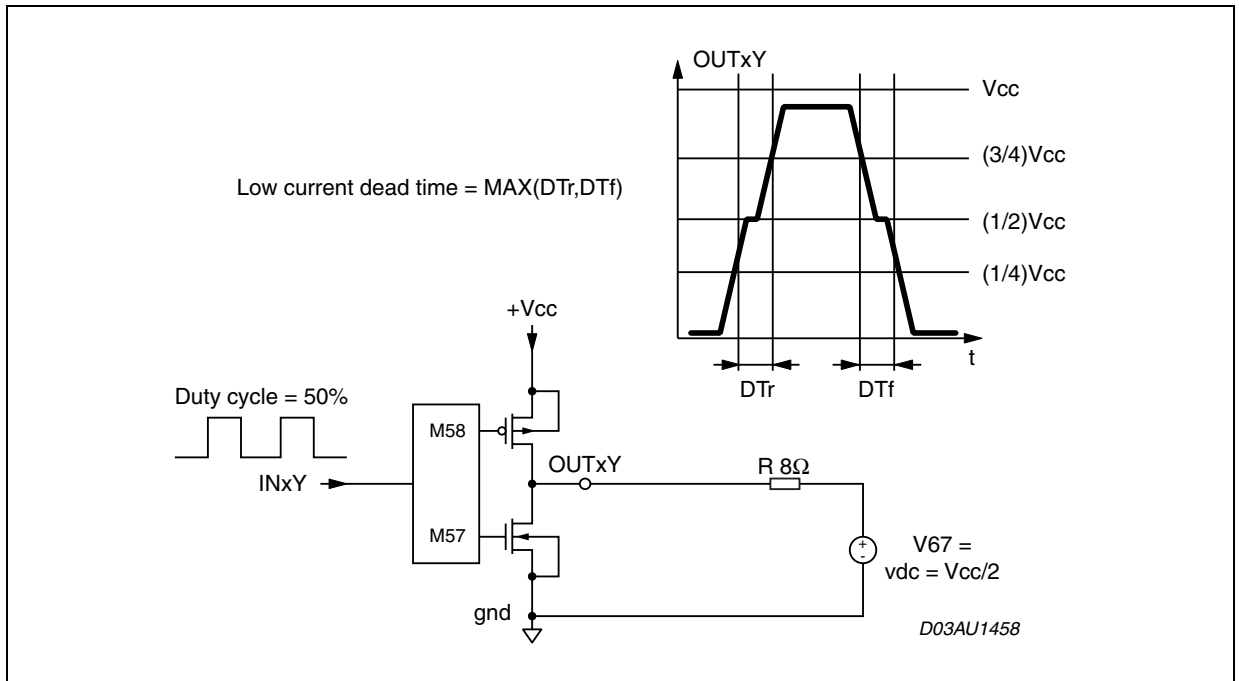 OUTxY
Vcc
(3/4)Vcc
Low current dead time = MAX(DTr,DTf)
(1/2)Vcc
(1/4)Vcc
+Vcc
t
DTr
DTf
Duty cycle = 50%
M58
OUTxY
R 8Ω
INxY
M57
+
-
V67 =
vdc = Vcc/2
gnd
D03AU1458